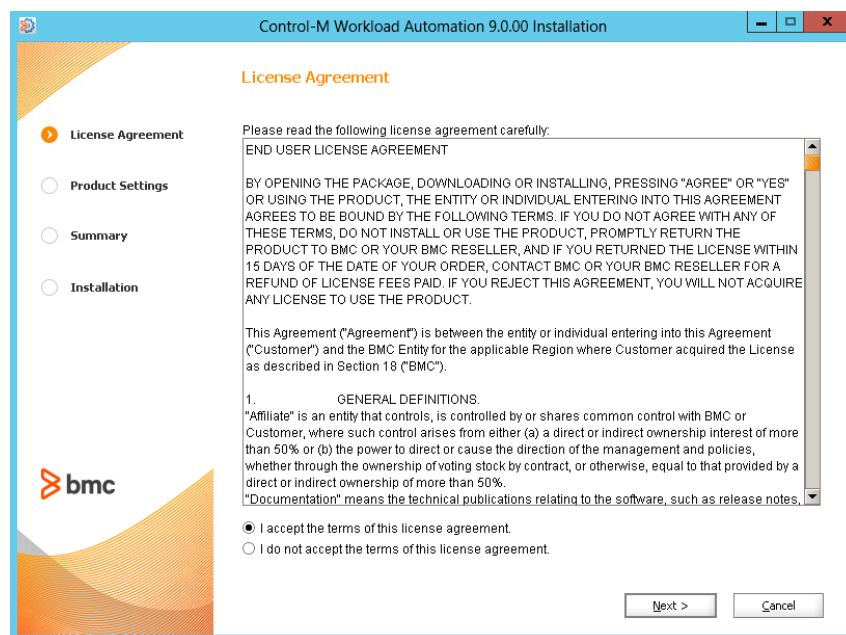 Control-M Workload Automation 9.0.00 Installation
License Agreement
License Agreement
Product Settings
Summary
Installation
Please read the following license agreement carefully:
END USER LICENSE AGREEMENT
BY OPENING THE PACKAGE, DOWNLOADING OR INSTALLING, PRESSING "AGREE" OR "YES"
OR USING THE PRODUCT, THE ENTITY OR INDIVIDUAL ENTERING INTO THIS AGREEMENT
AGREES TO BE BOUND BY THE FOLLOWING TERMS. IF YOU DO NOT AGREE WITH ANY OF
THESE TERMS, DO NOT INSTALL OR USE THE PRODUCT, PROMPTLY RETURN THE
PRODUCT TO BMC OR YOUR BMC RESELLER, AND IF YOU RETURNED THE LICENSE WITHIN
15 DAYS OF THE DATE OF YOUR ORDER, CONTACT BMC OR YOUR BMC RESELLER FOR A
REFUND OF LICENSE FEES PAID. IF YOU REJECT THIS AGREEMENT, YOU WILL NOT ACQUIRE
ANY LICENSE TO USE THE PRODUCT.
This Agreement ("Agreement") is between the entity or individual entering into this Agreement
("Customer") and the BMC Entity for the applicable Region where Customer acquired the License
as described in Section 18 ("BMC").
1. GENERAL DEFINITIONS.
"Affiliate" is an entity that controls, is controlled by or shares common control with BMC or
Customer, where such control arises from either (a) a direct or indirect ownership interest of more
than 50% or (b) the power to direct or cause the direction of the management and policies,
whether through the ownership of voting stock by contract, or otherwise, equal to that provided by a
direct or indirect ownership of more than 50%.
"Documentation" means the technical publications relating to the software, such as release notes,
I accept the terms of this license agreement.
I do not accept the terms of this license agreement.
bmc
Next >
Cancel